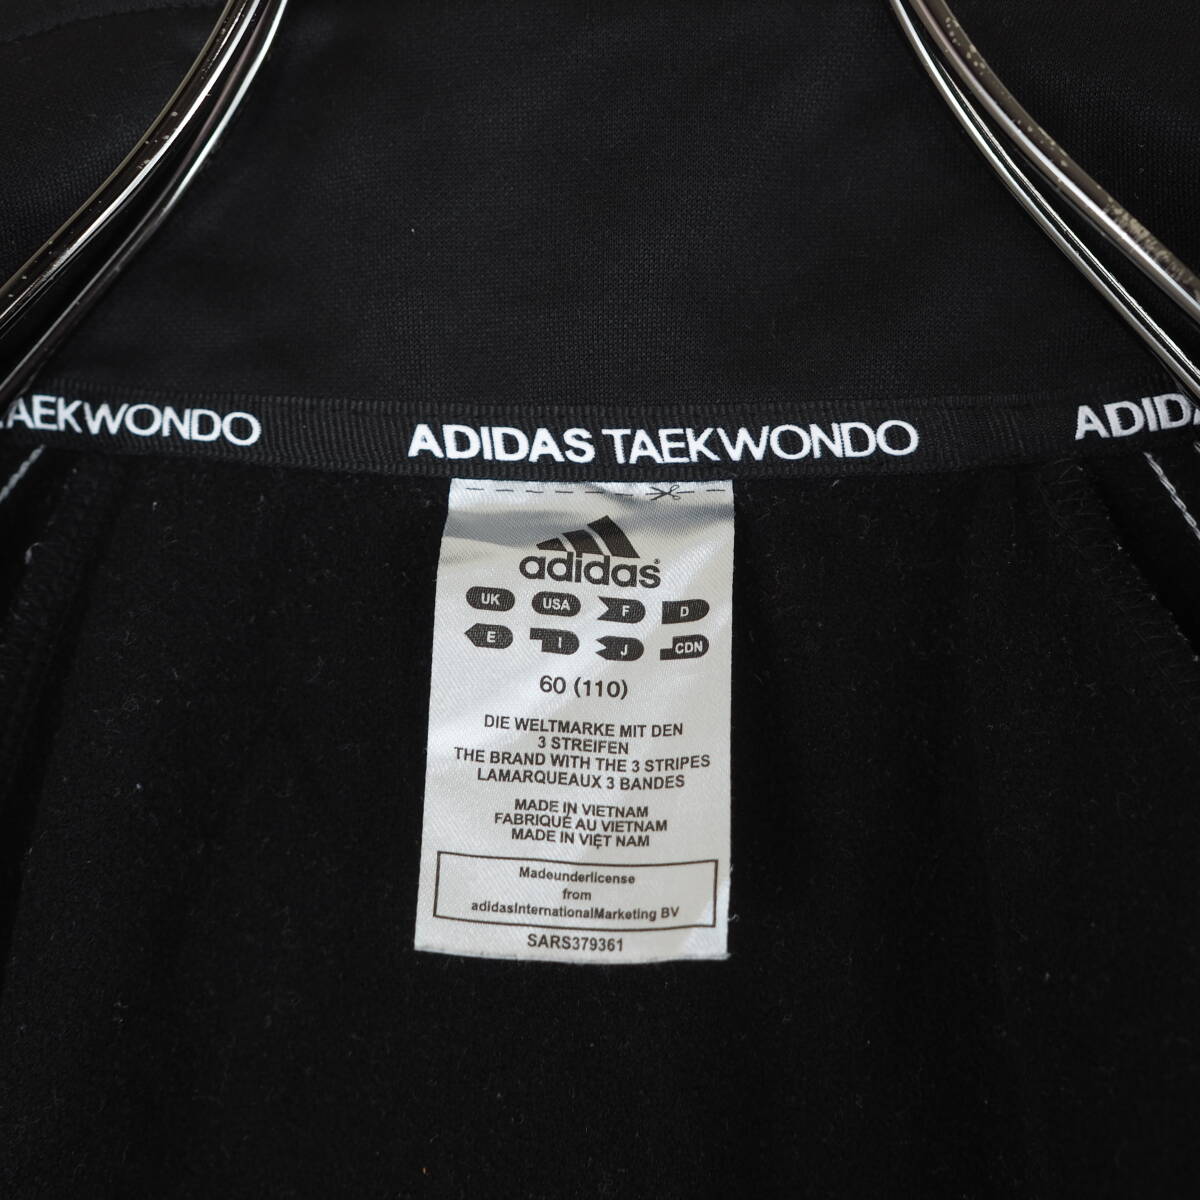 TAEKWONDO ADIDAS TAEKWONDO ADID
adidas®
UK USA F D
E I J CDN
60 (110)
DIE WELTMARKE MIT DEN
3 STREIFEN
THE BRAND WITH THE 3 STRIPES
LAMARQUEAUX 3 BANDES
MADE IN VIETNAM
FABRIQUÉ AU VIETNAM
MADE IN VIỆT NAM
Madeunderlicense
from
adidasInternationalMarketing BV
SARS379361